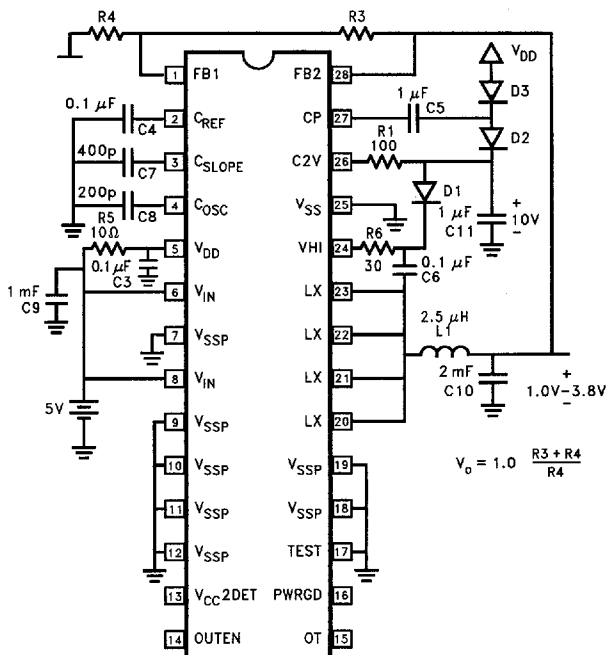 R4
R3
1 FB1
FB2 28
V_DD
D3
D2
0.1 μF
C4
2 C_REF
CP 27
1 μF
C5
400p
C7
3 C_SLOPE
C2V 26
R1
100
D1
200p
C8
4 C_OSC
V_SS 25
1 μF
C11
+
10V
−
R5
10Ω
5 V_DD
VHI 24
R6
30
0.1 μF
C3
0.1 μF
C6
1 mF
C9
6 V_IN
LX 23
7 V_SSP
LX 22
2.5 μH
L1
8 V_IN
LX 21
2 mF
C10
+
1.0V−3.8V
−
5V
9 V_SSP
LX 20
V_o = 1.0 (R3 + R4)/R4
10 V_SSP
V_SSP 19
11 V_SSP
V_SSP 18
12 V_SSP
TEST 17
13 V_CC2DET
PWRGD 16
14 OUTEN
OT 15